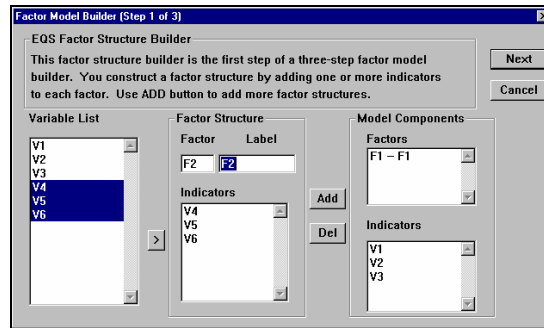 Factor Model Builder (Step 1 of 3)
EQS Factor Structure Builder
This factor structure builder is the first step of a three-step factor model
builder. You construct a factor structure by adding one or more indicators
to each factor. Use ADD button to add more factor structures.
Next
Cancel
Variable List
V1
V2
V3
V4
V5
V6
>
Factor Structure
Factor Label
F2 F2
Indicators
V4
V5
V6
Add
Del
Model Components
Factors
F1 – F1
Indicators
V1
V2
V3